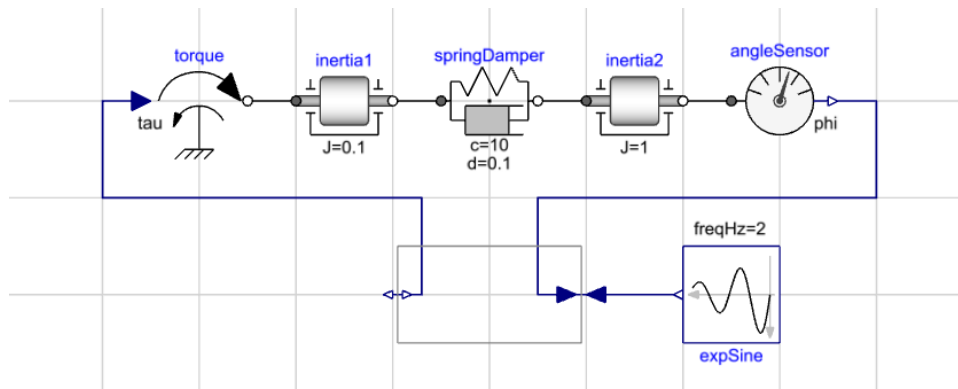 torque
inertia1
springDamper
inertia2
angleSensor
tau
J=0.1
c=10
d=0.1
J=1
phi
freqHz=2
expSine